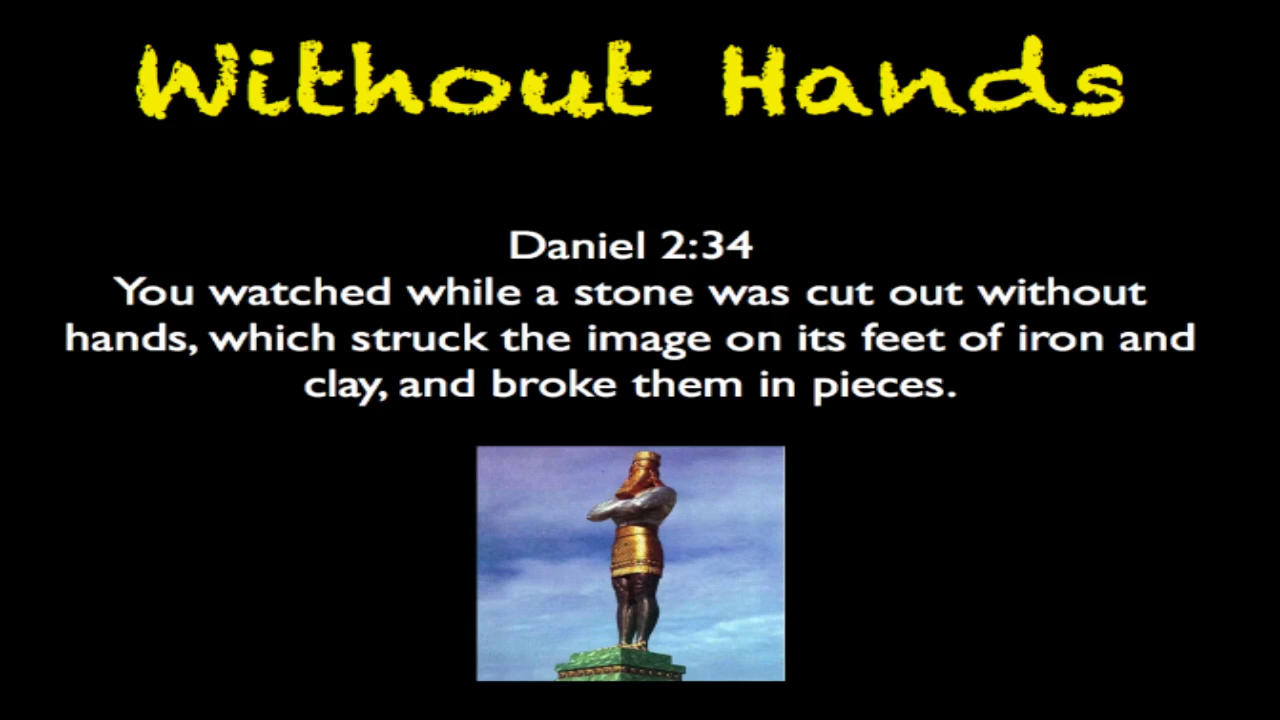 Without Hands
Daniel 2:34
You watched while a stone was cut out without
hands, which struck the image on its feet of iron and
clay, and broke them in pieces.